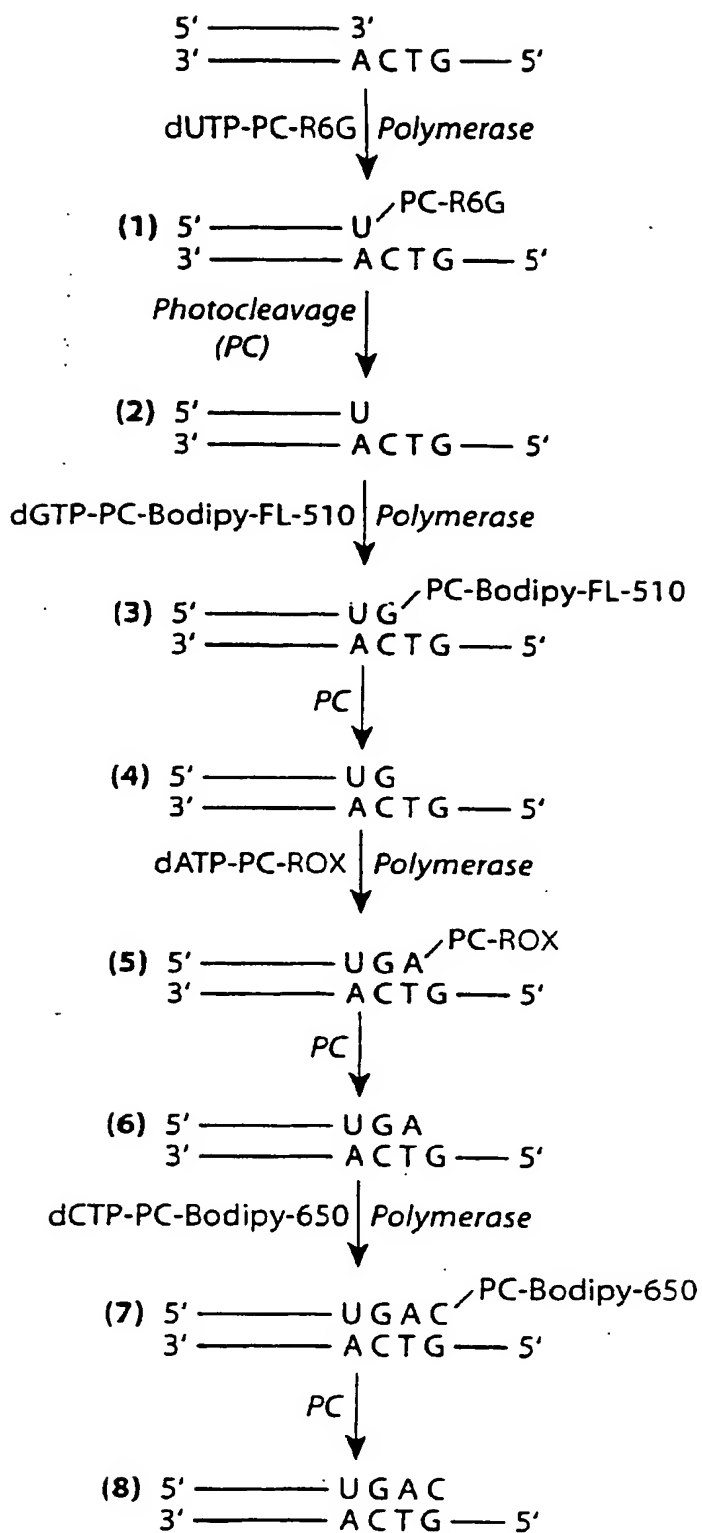 5' 3'
3' A C T G 5'
dUTP-PC-R6G Polymerase
PC-R6G
(1) 5' U
3' A C T G 5'
Photocleavage
(PC)
(2) 5' U
3' A C T G 5'
dGTP-PC-Bodipy-FL-510 Polymerase
PC-Bodipy-FL-510
(3) 5' U G
3' A C T G 5'
PC
(4) 5' U G
3' A C T G 5'
dATP-PC-ROX Polymerase
PC-ROX
(5) 5' U G A
3' A C T G 5'
PC
(6) 5' U G A
3' A C T G 5'
dCTP-PC-Bodipy-650 Polymerase
PC-Bodipy-650
(7) 5' U G A C
3' A C T G 5'
PC
(8) 5' U G A C
3' A C T G 5'